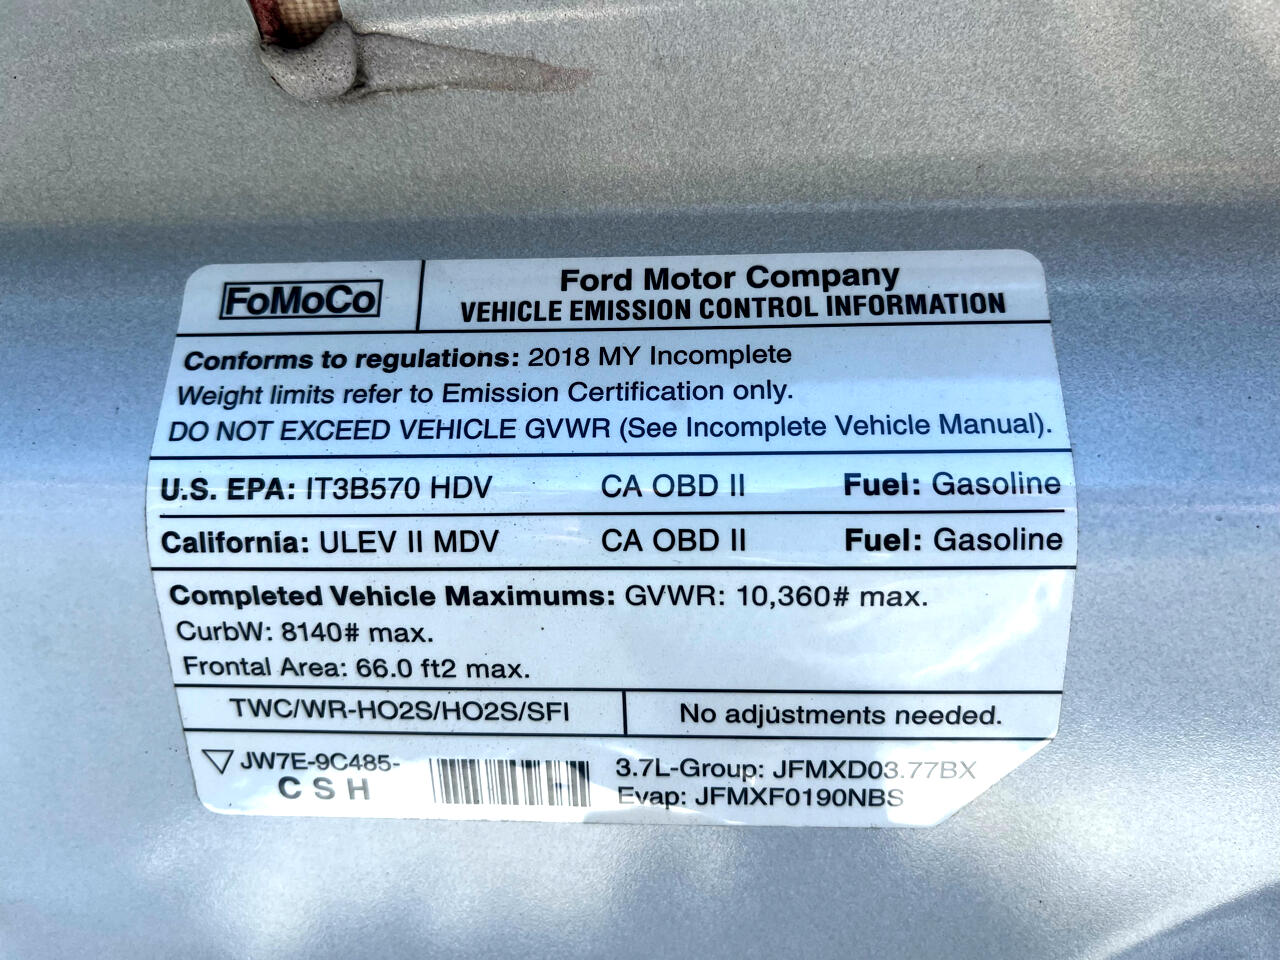 FoMoCo
Ford Motor Company
VEHICLE EMISSION CONTROL INFORMATION
Conforms to regulations: 2018 MY Incomplete
Weight limits refer to Emission Certification only.
DO NOT EXCEED VEHICLE GVWR (See Incomplete Vehicle Manual).
U.S. EPA: IT3B570 HDV CA OBD II Fuel: Gasoline
California: ULEV II MDV CA OBD II Fuel: Gasoline
Completed Vehicle Maximums: GVWR: 10,360# max.
CurbW: 8140# max.
Frontal Area: 66.0 ft2 max.
TWC/WR-HO2S/HO2S/SFI No adjustments needed.
JW7E-9C485-
C S H
3.7L-Group: JFMXD03.77BX
Evap: JFMXF0190NBS